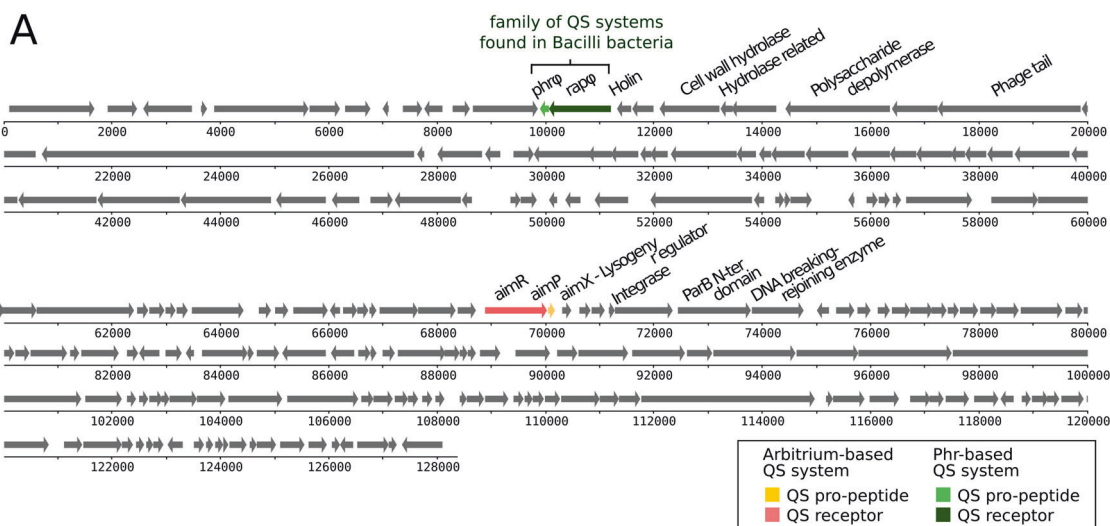 A
family of QS systems
found in Bacilli bacteria
phrφ
rapφ
Holin
Cell wall hydrolase
Hydrolase related
Polysaccharide
depolymerase
Phage tail
0 2000 4000 6000 8000 10000 12000 14000 16000 18000 20000
22000 24000 26000 28000 30000 32000 34000 36000 38000 40000
42000 44000 46000 48000 50000 52000 54000 56000 58000 60000
aimR
aimP
aimX - Lysogeny
regulator
Integrase
ParB N-ter
domain
DNA breaking-
rejoining enzyme
62000 64000 66000 68000 70000 72000 74000 76000 78000 80000
82000 84000 86000 88000 90000 92000 94000 96000 98000 100000
102000 104000 106000 108000 110000 112000 114000 116000 118000 120000
122000 124000 126000 128000
Arbitrium-based
QS system
QS pro-peptide
QS receptor
Phr-based
QS system
QS pro-peptide
QS receptor